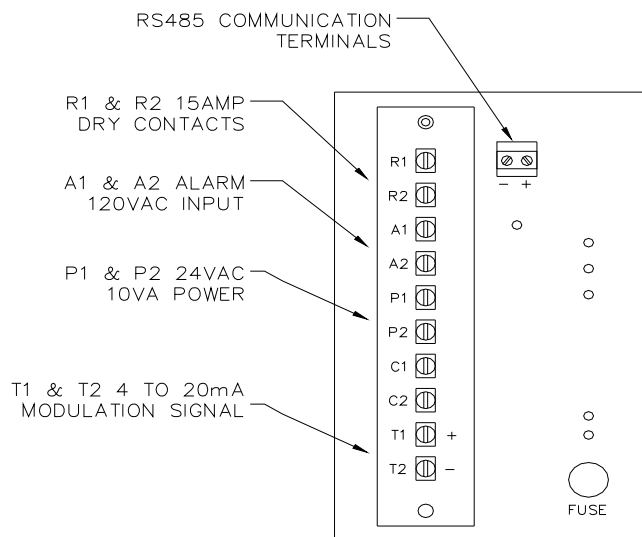 RS485 COMMUNICATION
TERMINALS
R1 & R2 15AMP
DRY CONTACTS
A1 & A2 ALARM
120VAC INPUT
P1 & P2 24VAC
10VA POWER
T1 & T2 4 TO 20mA
MODULATION SIGNAL
R1
R2
A1
A2
P1
P2
C1
C2
T1 +
T2 −
− +
FUSE